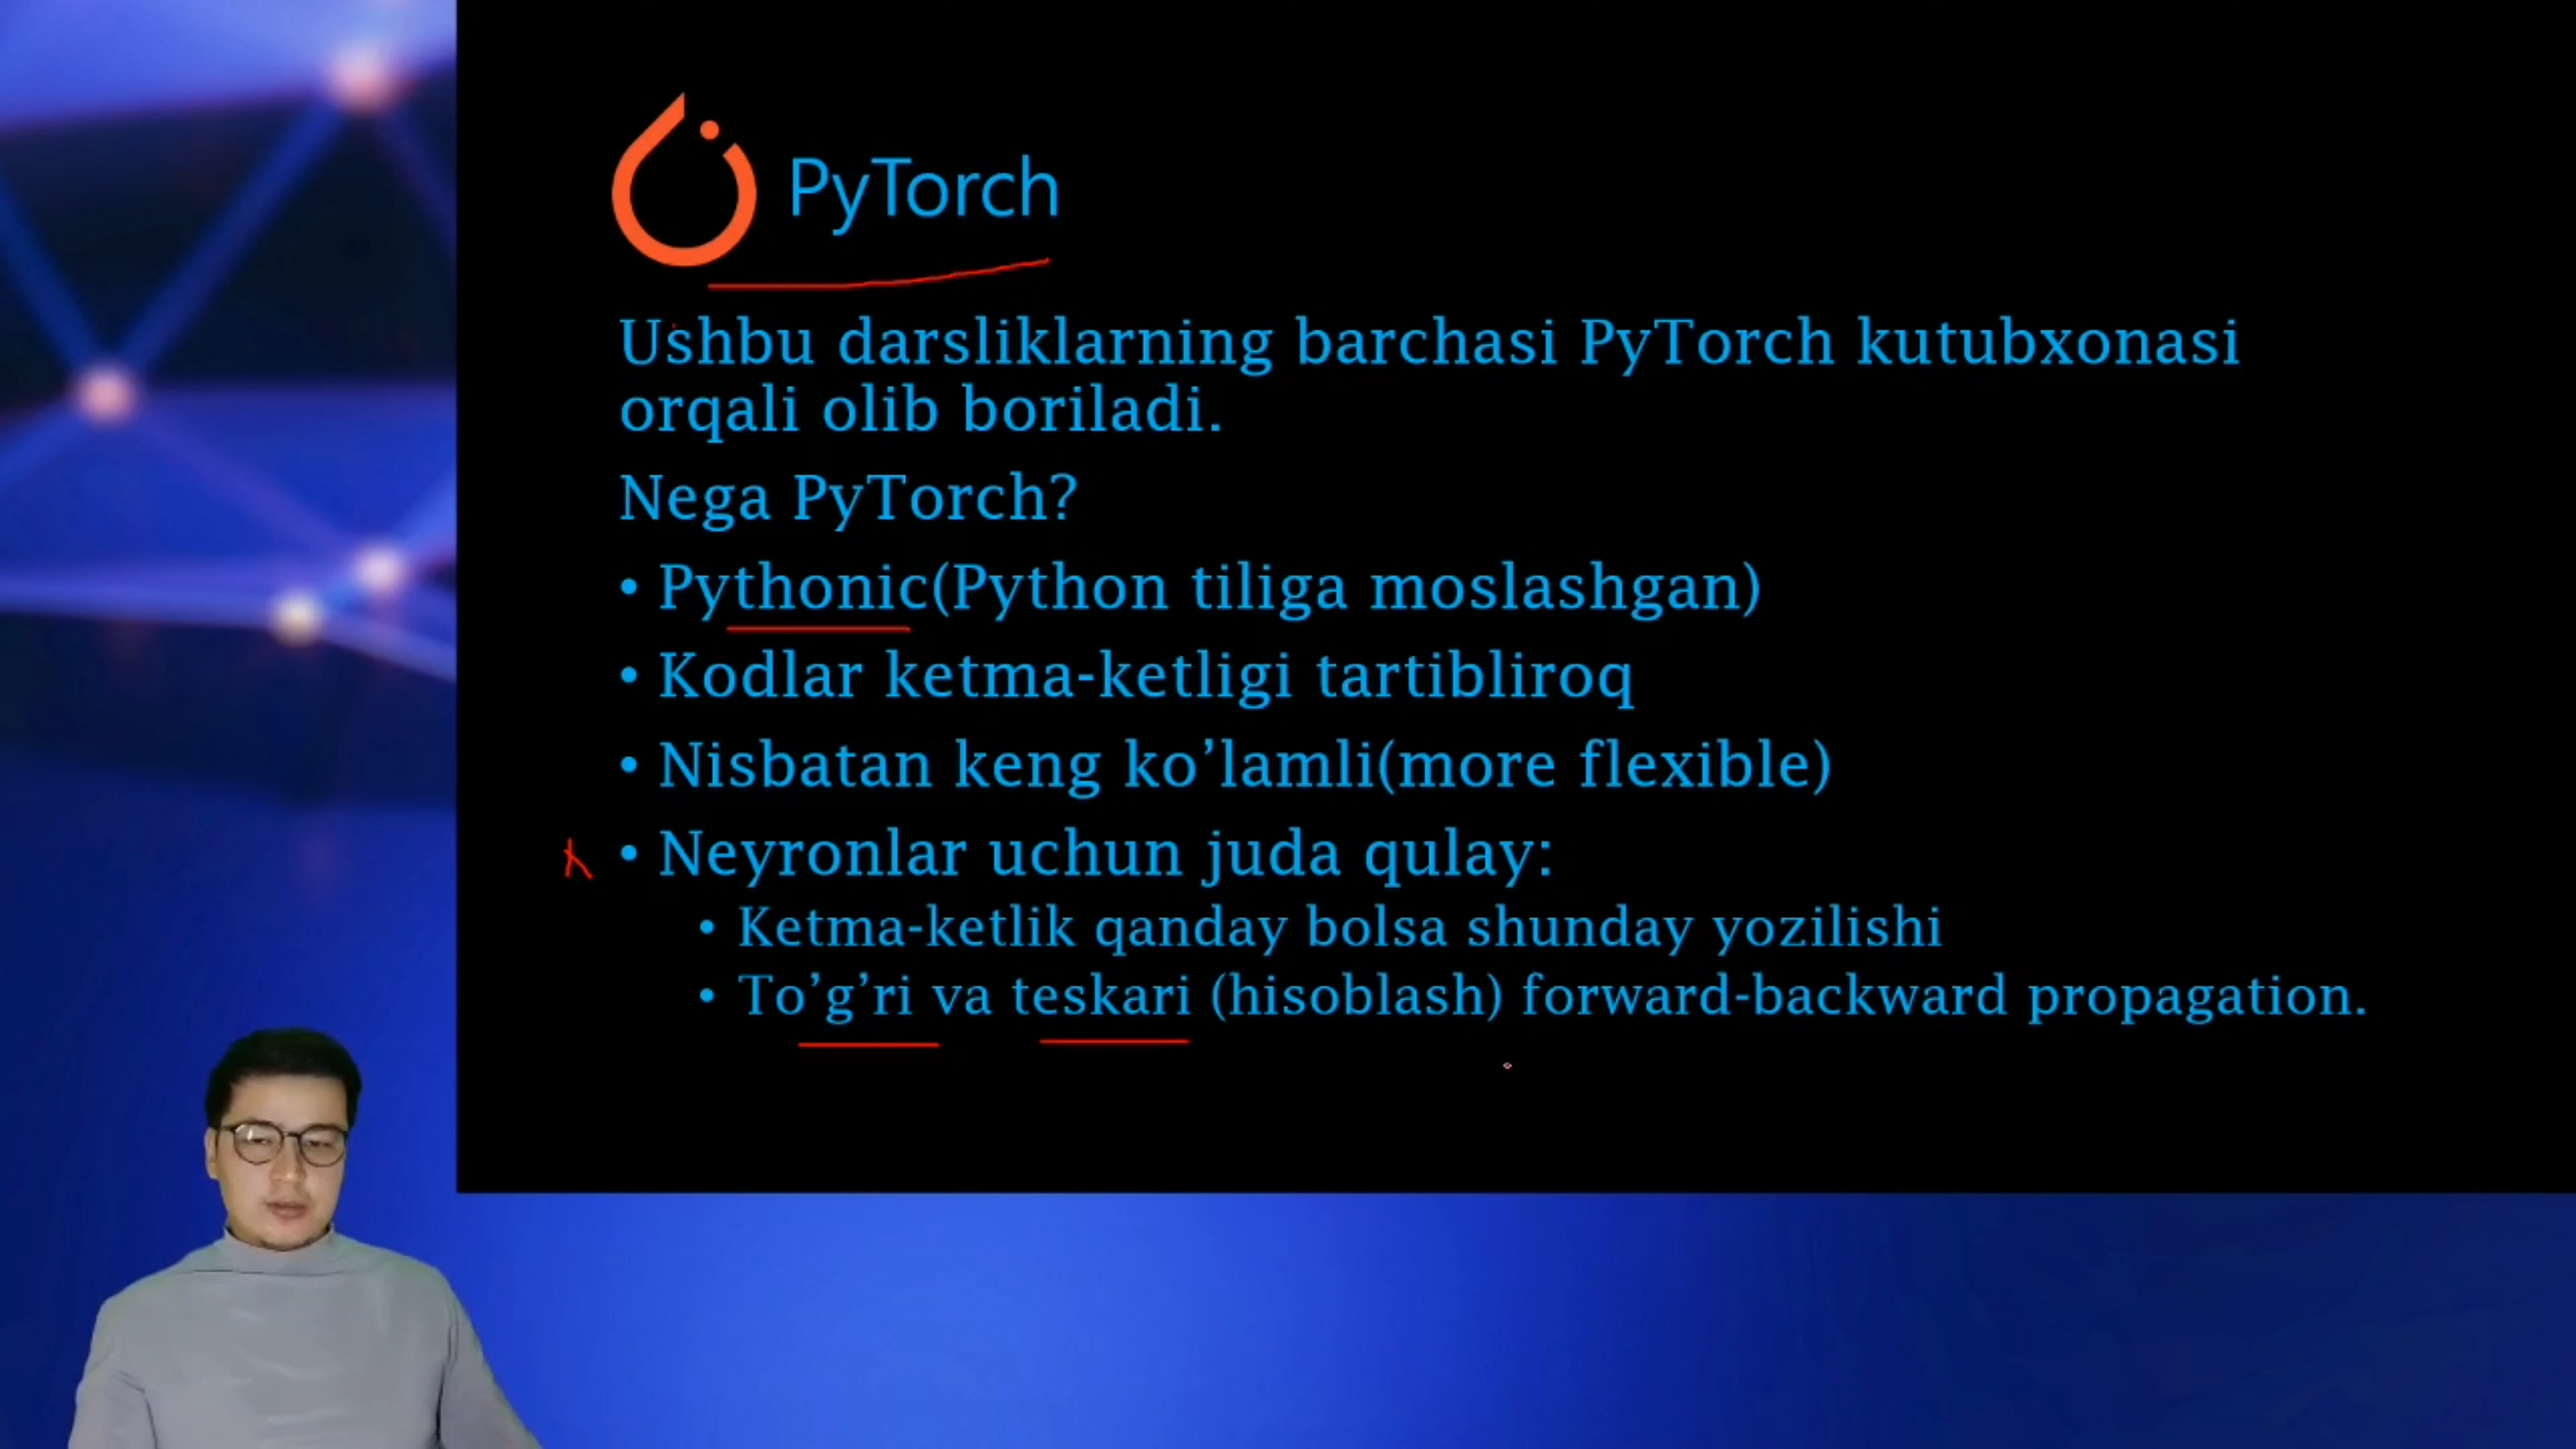 PyTorch
Ushbu darsliklarning barchasi PyTorch kutubxonasi
orqali olib boriladi.
Nega PyTorch?
• Pythonic(Python tiliga moslashgan)
• Kodlar ketma-ketligi tartibliroq
• Nisbatan keng ko’lamli(more flexible)
• Neyronlar uchun juda qulay:
• Ketma-ketlik qanday bolsa shunday yozilishi
• To’g’ri va teskari (hisoblash) forward-backward propagation.